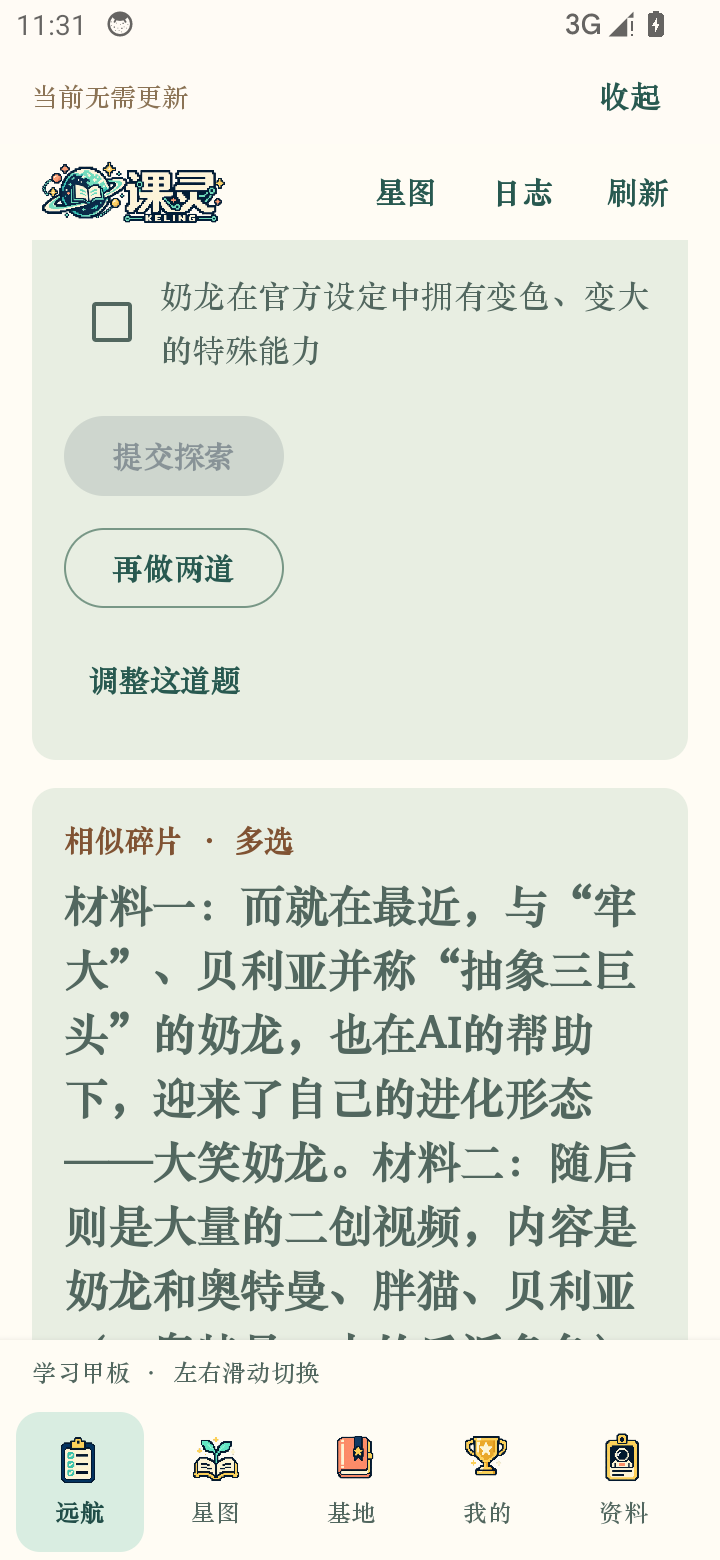 11:31
3G
当前无需更新
收起
课灵
KELING
星图
日志
刷新
奶龙在官方设定中拥有变色、变大
的特殊能力
提交探索
再做两道
调整这道题
相似碎片 · 多选
材料一：而就在最近，与“牢
大”、贝利亚并称“抽象三巨
头”的奶龙，也在AI的帮助
下，迎来了自己的进化形态
——大笑奶龙。材料二：随后
则是大量的二创视频，内容是
奶龙和奥特曼、胖猫、贝利亚
学习甲板 · 左右滑动切换
远航
星图
基地
我的
资料